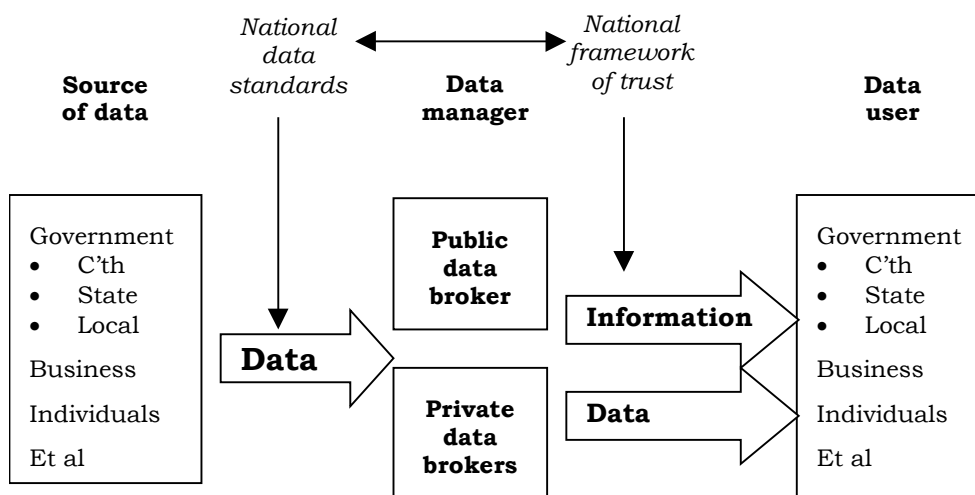 National
data
standards
National
framework
of trust
Source
of data
Data
manager
Data
user
Government
• C’th
• State
• Local
Business
Individuals
Et al
Data
Public
data
broker
Private
data
brokers
Information
Data
Government
• C’th
• State
• Local
Business
Individuals
Et al